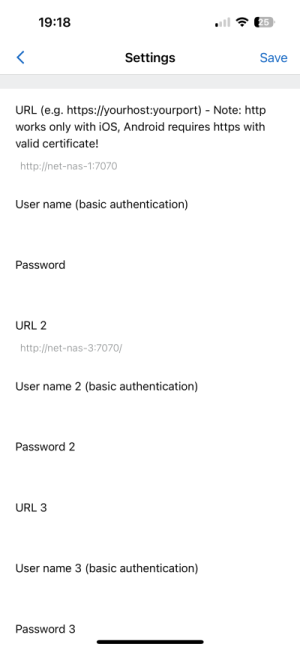 19:18
25
Settings
Save
URL (e.g. https://yourhost:yourport) - Note: http
works only with iOS, Android requires https with
valid certificate!
http://net-nas-1:7070
User name (basic authentication)
Password
URL 2
http://net-nas-3:7070/
User name 2 (basic authentication)
Password 2
URL 3
User name 3 (basic authentication)
Password 3